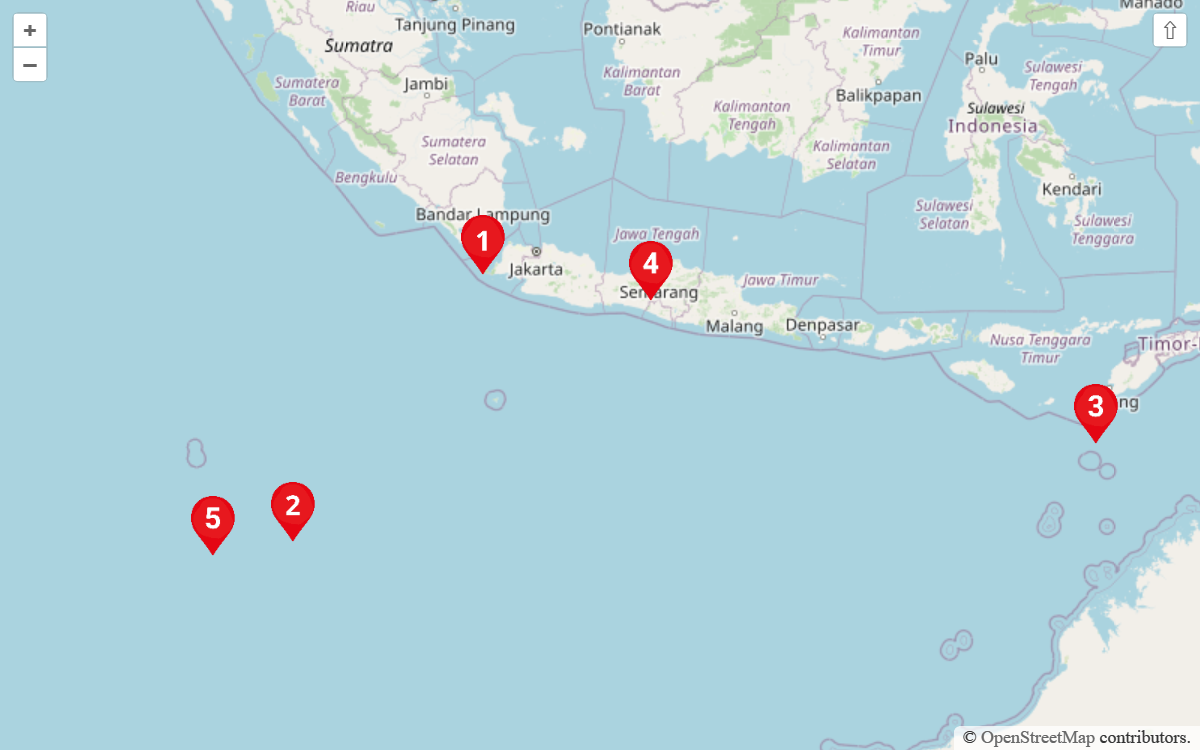 +
−
⇧
Riau
Tanjung Pinang
Pontianak
Manado
Sumatra
Kalimantan
Timur
Palu
Sumatera
Barat
Jambi
Kalimantan
Barat
Sulawesi
Tengah
Balikpapan
Kalimantan
Tengah
Sulawesi
Indonesia
Sumatera
Selatan
Kalimantan
Selatan
Bengkulu
Kendari
Bandar Lampung
Sulawesi
Selatan
Sulawesi
Tenggara
1
Jawa Tengah
4
Jakarta
Semarang
Jawa Timur
Malang
Denpasar
Nusa Tenggara
Timur
Timor-
3
ng
2
5
© OpenStreetMap contributors.